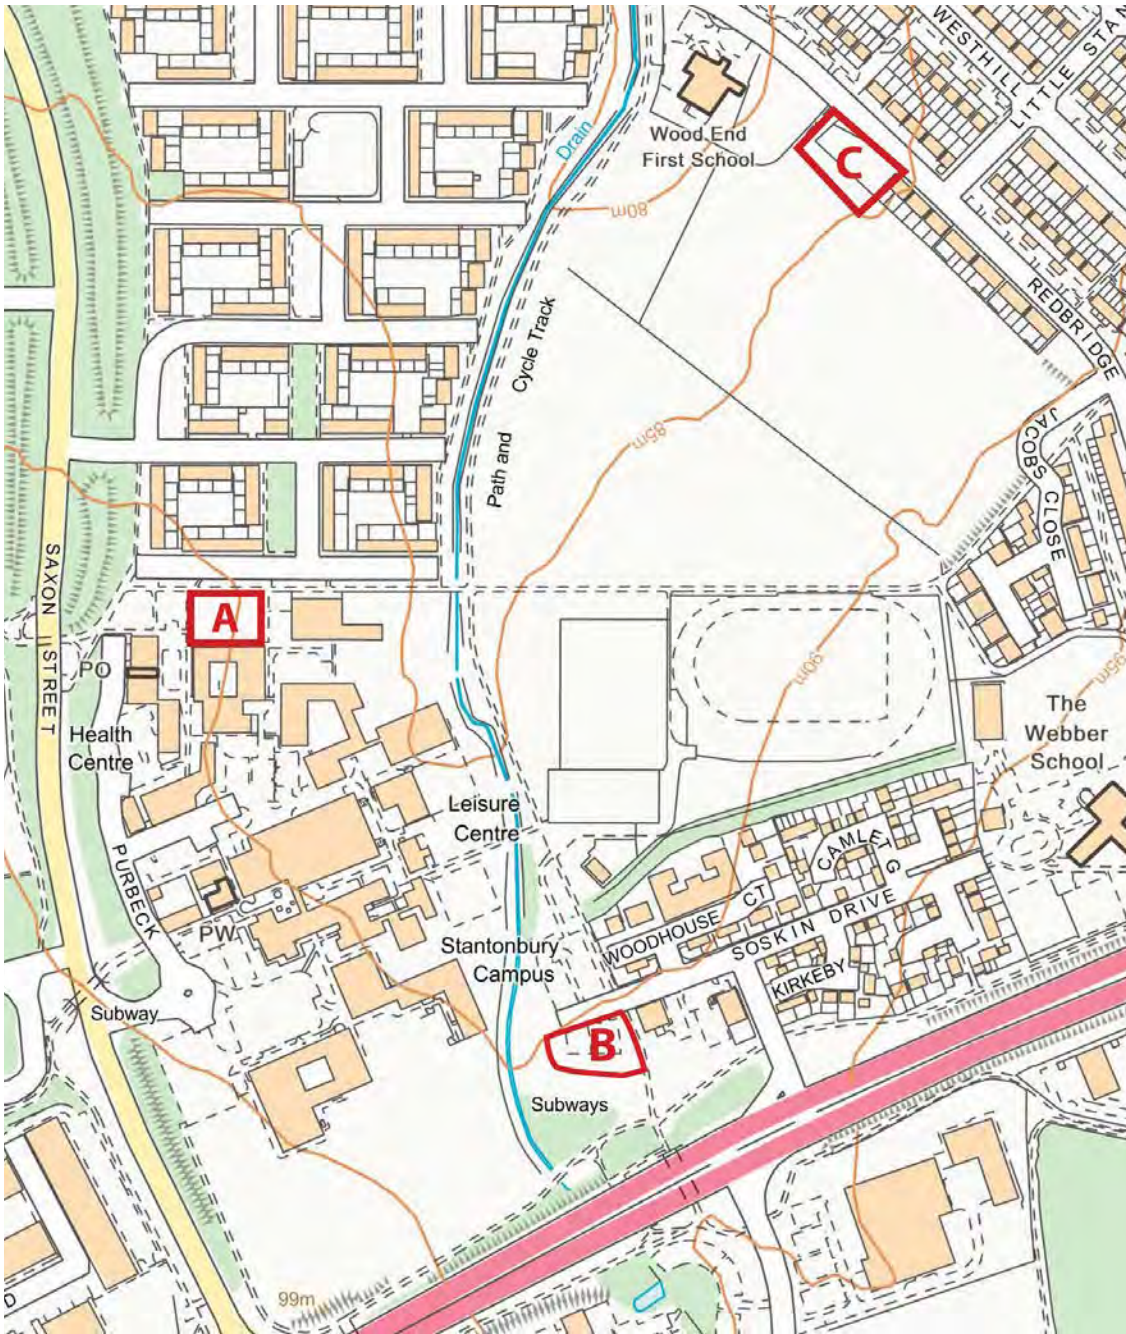 WESTHILL
LITTLE STAN
Drain
Wood End
First School
C
80m
REDBRIDGE
Cycle Track
Path and
85m
JACOBS CLOSE
SAXON STREET
A
PO
90m
95m
The
Webber
School
Health
Centre
Leisure
Centre
CAMLET G
PURBECK
WOODHOUSE CT
SOSKIN DRIVE
PW
Stantonbury
Campus
KIRKEBY
Subway
B
Subways
99m
D